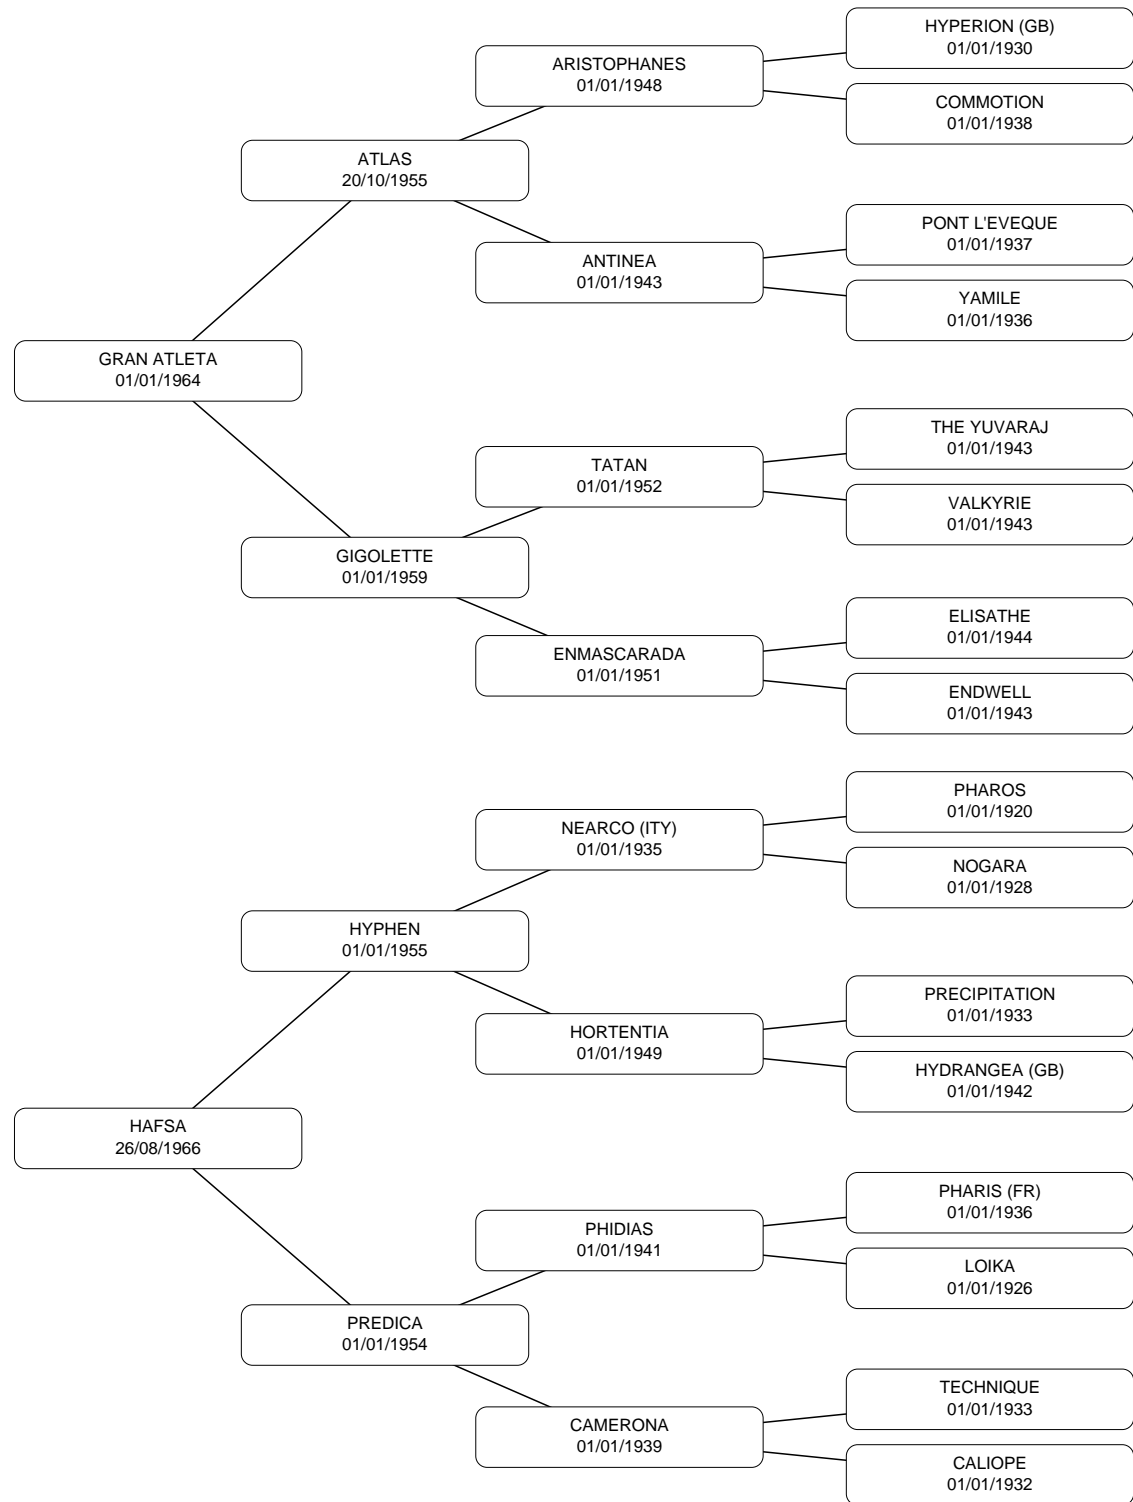 HYPERION (GB)
01/01/1930
ARISTOPHANES
01/01/1948
COMMOTION
01/01/1938
ATLAS
20/10/1955
PONT L'EVEQUE
01/01/1937
ANTINEA
01/01/1943
YAMILE
01/01/1936
GRAN ATLETA
01/01/1964
THE YUVARAJ
01/01/1943
TATAN
01/01/1952
VALKYRIE
01/01/1943
GIGOLETTE
01/01/1959
ELISATHE
01/01/1944
ENMASCARADA
01/01/1951
ENDWELL
01/01/1943
PHAROS
01/01/1920
NEARCO (ITY)
01/01/1935
NOGARA
01/01/1928
HYPHEN
01/01/1955
PRECIPITATION
01/01/1933
HORTENTIA
01/01/1949
HYDRANGEA (GB)
01/01/1942
HAFSA
26/08/1966
PHARIS (FR)
01/01/1936
PHIDIAS
01/01/1941
LOIKA
01/01/1926
PREDICA
01/01/1954
TECHNIQUE
01/01/1933
CAMERONA
01/01/1939
CALIOPE
01/01/1932